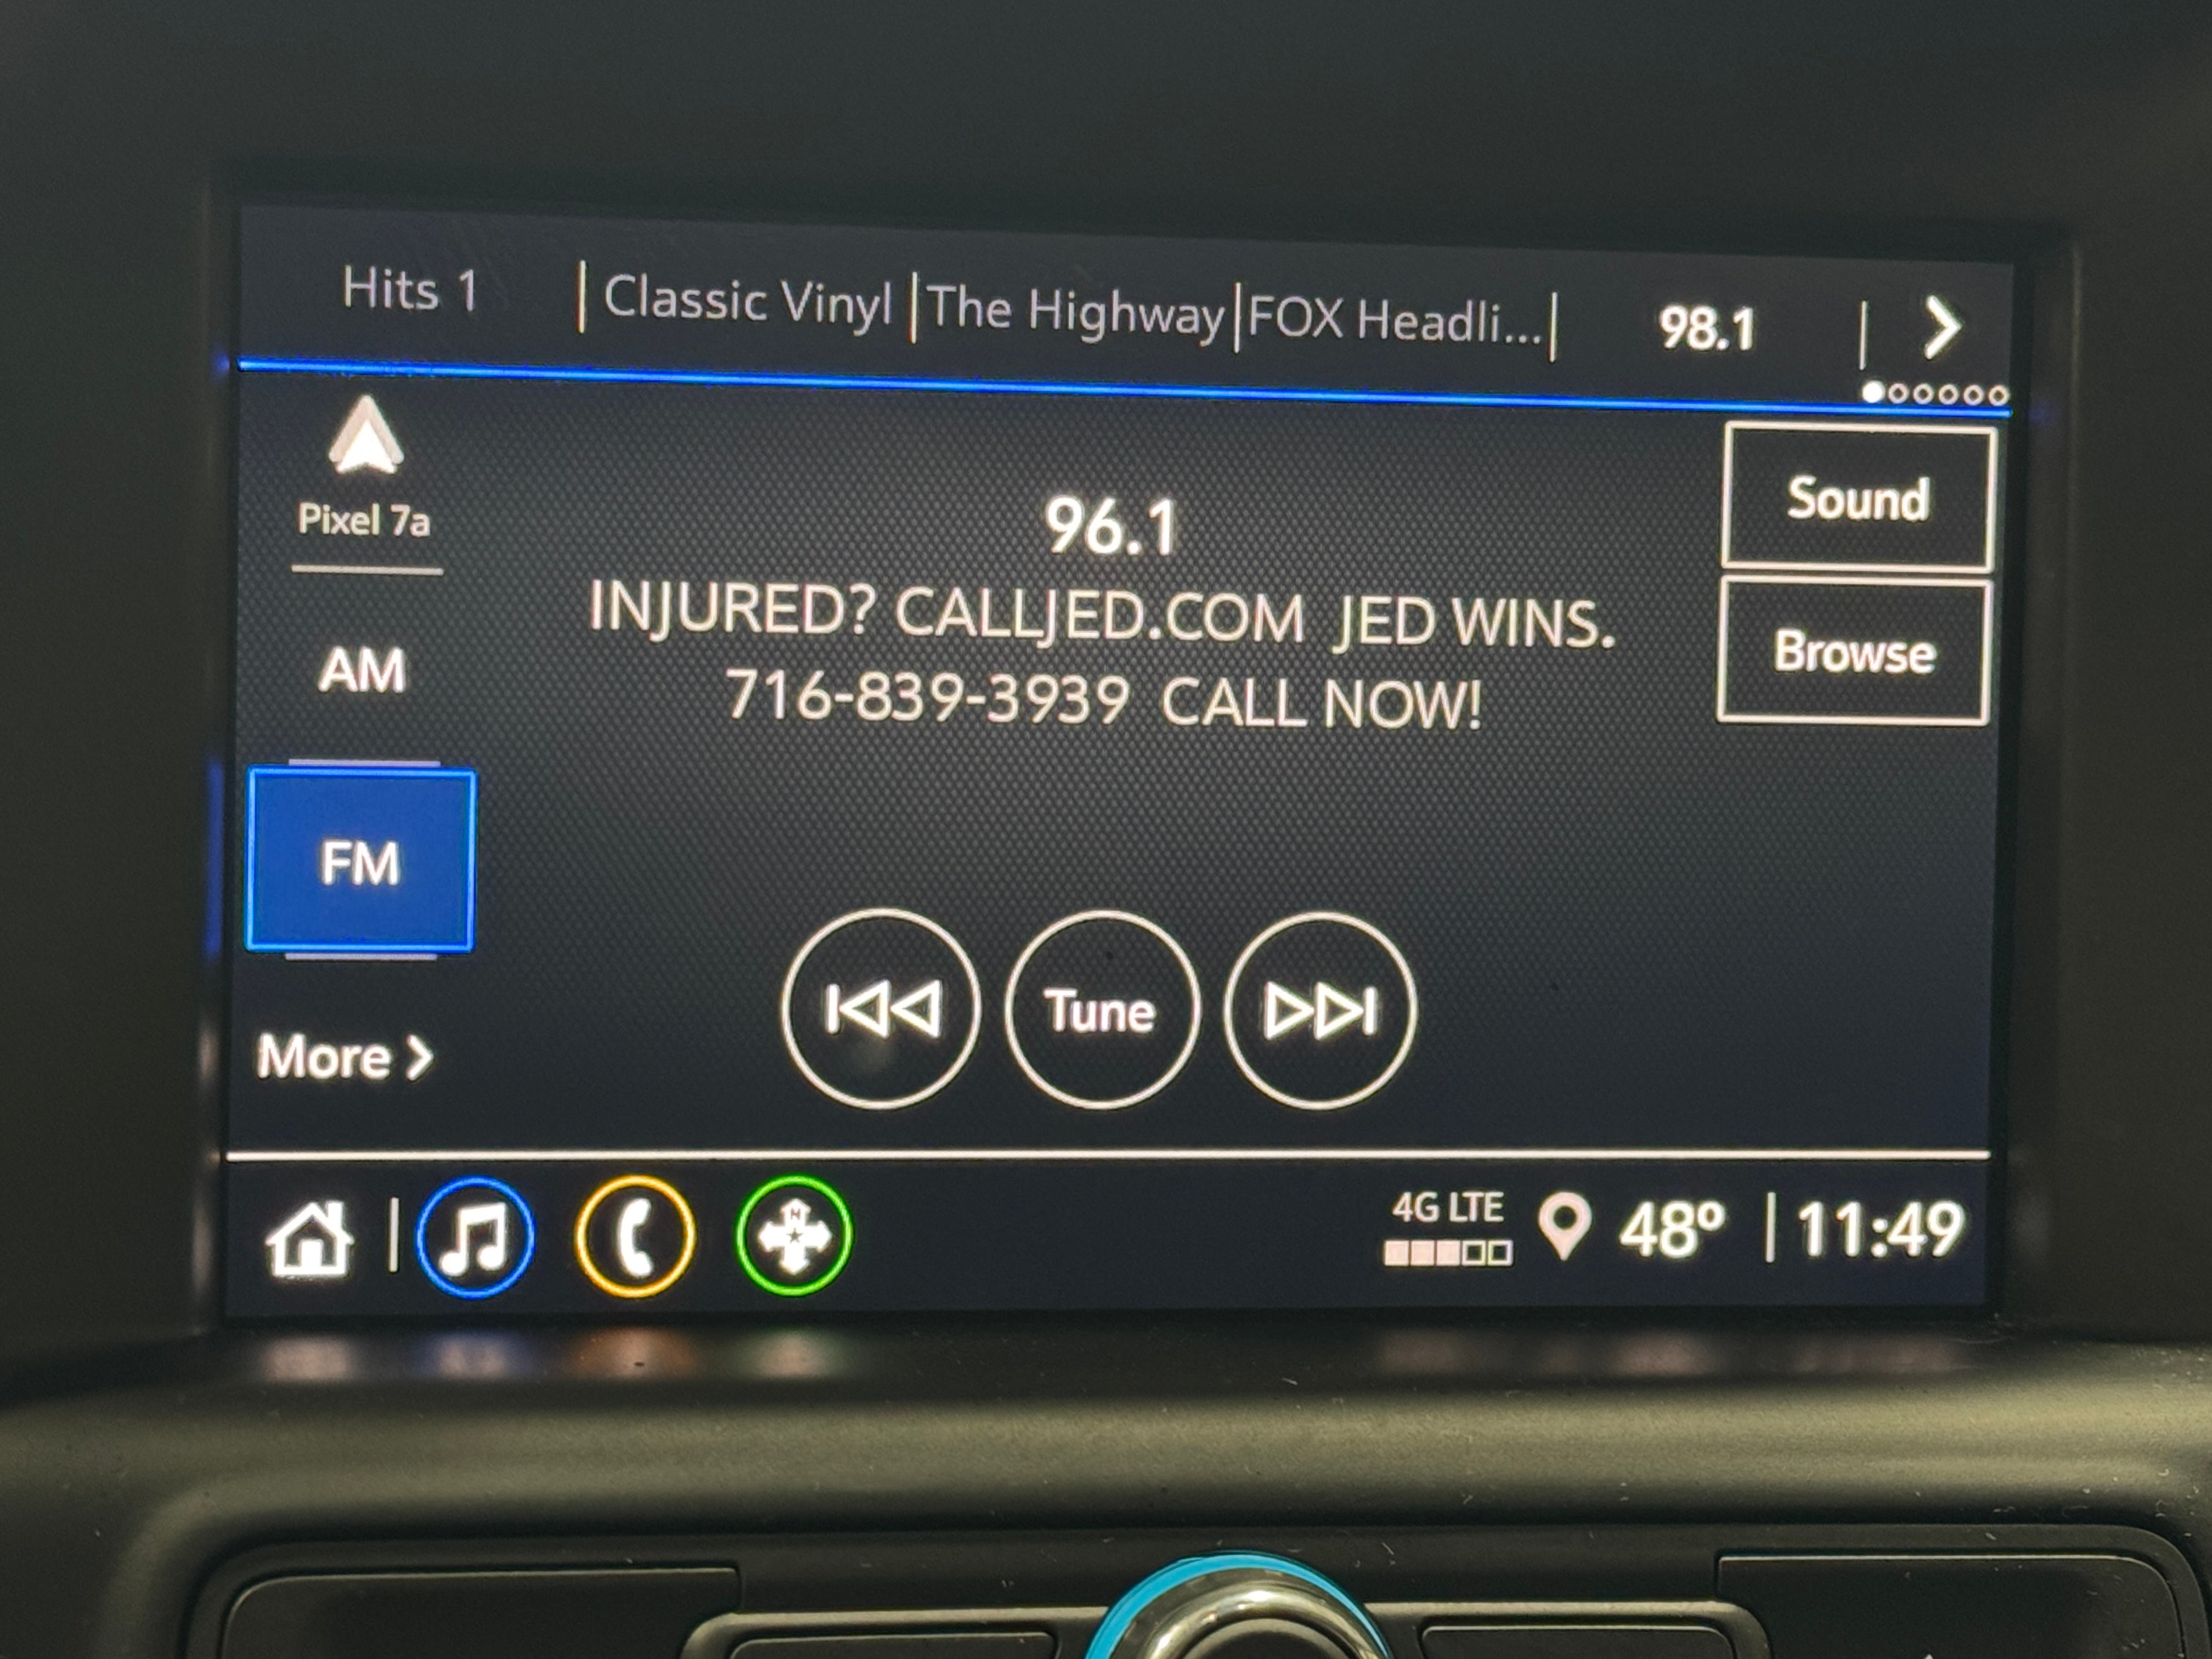 Hits 1 | Classic Vinyl | The Highway | FOX Headli... | 98.1
Pixel 7a
AM
FM
More
96.1
INJURED? CALLJED.COM JED WINS.
716-839-3939 CALL NOW!
Sound
Browse
Tune
N
4G LTE
48° | 11:49